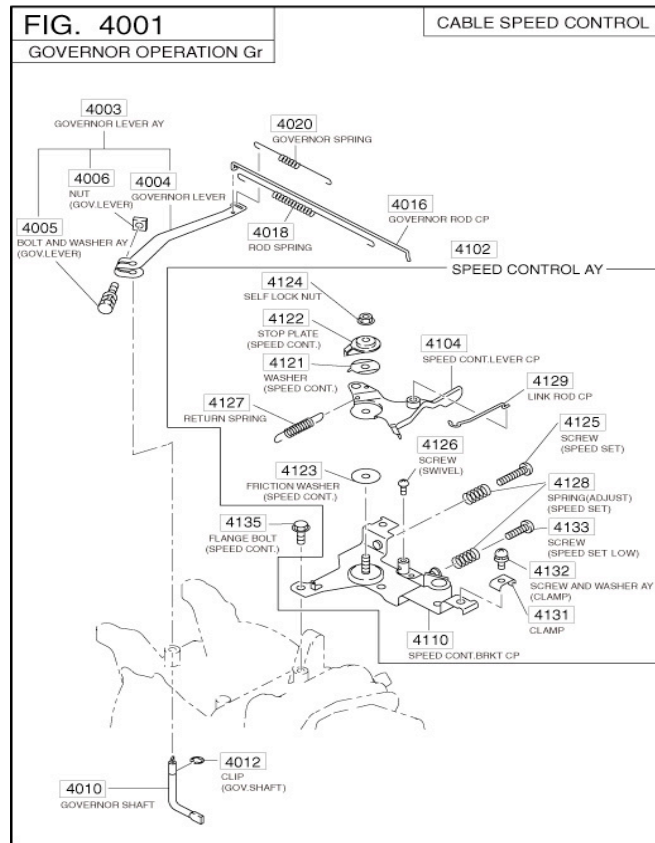 FIG. 4001
GOVERNOR OPERATION Gr
CABLE SPEED CONTROL
4003
GOVERNOR LEVER AY
4020
GOVERNOR SPRING
4006
NUT
(GOV.LEVER)
4004
GOVERNOR LEVER
4016
GOVERNOR ROD CP
4005
BOLT AND WASHER AY
(GOV.LEVER)
4018
ROD SPRING
4102
SPEED CONTROL AY
4124
SELF LOCK NUT
4122
STOP PLATE
(SPEED CONT.)
4104
SPEED CONT.LEVER CP
4121
WASHER
(SPEED CONT.)
4129
LINK ROD CP
4127
RETURN SPRING
4125
SCREW
(SPEED SET)
4126
SCREW
(SWIVEL)
4123
FRICTION WASHER
(SPEED CONT.)
4128
SPRING(ADJUST)
(SPEED SET)
4135
FLANGE BOLT
(SPEED CONT.)
4133
SCREW
(SPEED SET LOW)
4132
SCREW AND WASHER AY
(CLAMP)
4131
CLAMP
4110
SPEED CONT.BRKT CP
4012
CLIP
(GOV.SHAFT)
4010
GOVERNOR SHAFT